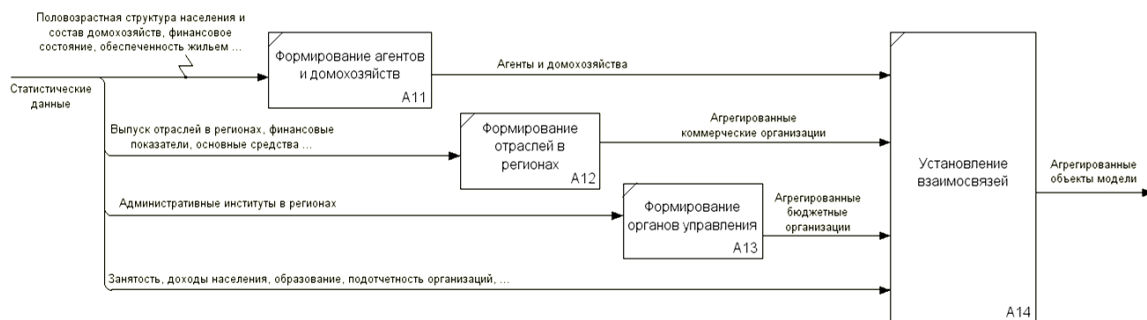 Половозрастная структура населения и
состав домохозяйств, финансовое
состояние, обеспеченность жильем ...
Формирование агентов
и домохозяйств
A11
Агенты и домохозяйства
Статистические
данные
Выпуск отраслей в регионах, финансовые
показатели, основные средства ...
Формирование
отраслей в
регионах
A12
Агрегированные
коммерческие организации
Установление
взаимосвязей
A14
Агрегированные
объекты модели
Административные институты в регионах
Формирование
органов управления
A13
Агрегированные
бюджетные
организации
Занятость, доходы населения, образование, подотчетность организаций, ...